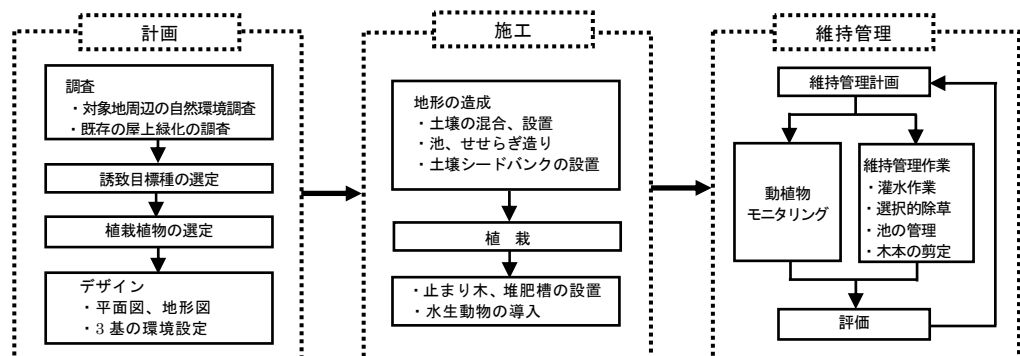 計画
調査
・対象地周辺の自然環境調査
・既存の屋上緑化の調査
誘致目標種の選定
植栽植物の選定
デザイン
・平面図、地形図
・3 基の環境設定
施工
地形の造成
・土壌の混合、設置
・池、せせらぎ造り
・土壌シードバンクの設置
植 栽
・止まり木、堆肥槽の設置
・水生動物の導入
維持管理
維持管理計画
動植物
モニタリング
維持管理作業
・灌水作業
・選択的除草
・池の管理
・木本の剪定
評価